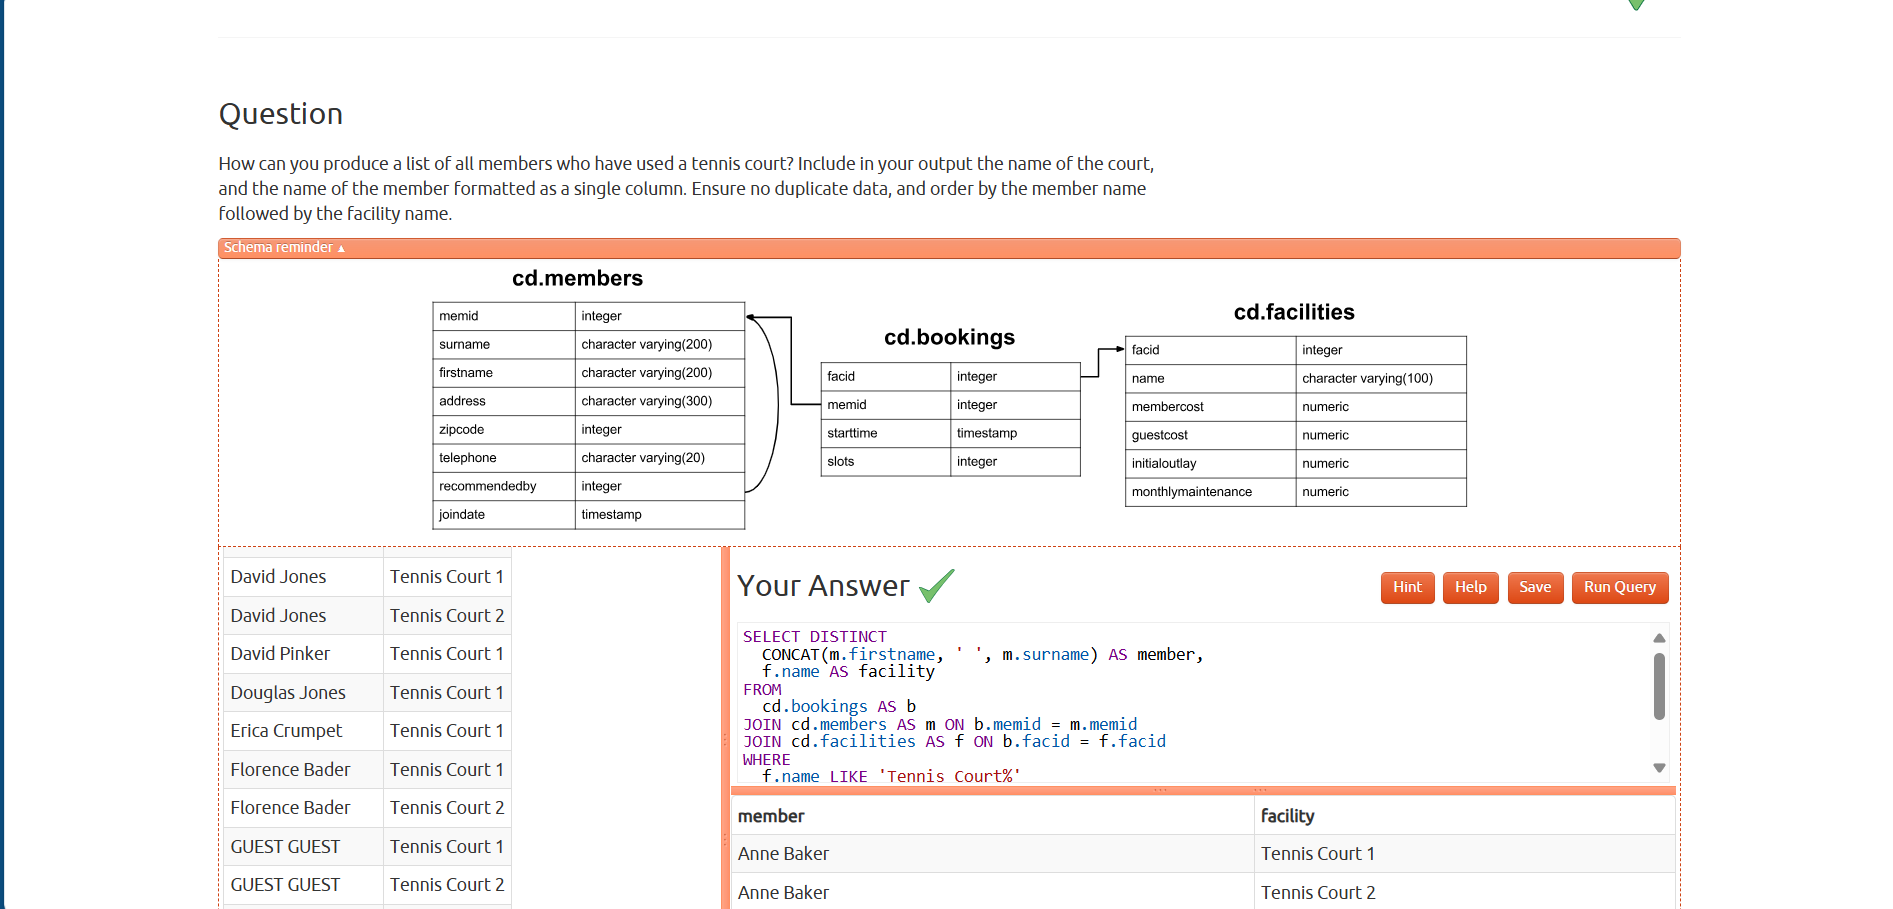 Question
How can you produce a list of all members who have used a tennis court? Include in your output the name of the court,
and the name of the member formatted as a single column. Ensure no duplicate data, and order by the member name
followed by the facility name.
Schema reminder ▲
cd.members
memid integer
surname character varying(200)
firstname character varying(200)
address character varying(300)
zipcode integer
telephone character varying(20)
recommendedby integer
joindate timestamp
cd.bookings
facid integer
memid integer
starttime timestamp
slots integer
cd.facilities
facid integer
name character varying(100)
membercost numeric
guestcost numeric
initialoutlay numeric
monthlymaintenance numeric
David Jones Tennis Court 1
David Jones Tennis Court 2
David Pinker Tennis Court 1
Douglas Jones Tennis Court 1
Erica Crumpet Tennis Court 1
Florence Bader Tennis Court 1
Florence Bader Tennis Court 2
GUEST GUEST Tennis Court 1
GUEST GUEST Tennis Court 2
Your Answer
Hint Help Save Run Query
SELECT DISTINCT
  CONCAT(m.firstname, ' ', m.surname) AS member,
  f.name AS facility
FROM
  cd.bookings AS b
JOIN cd.members AS m ON b.memid = m.memid
JOIN cd.facilities AS f ON b.facid = f.facid
WHERE
  f.name LIKE 'Tennis Court%'
member facility
Anne Baker Tennis Court 1
Anne Baker Tennis Court 2